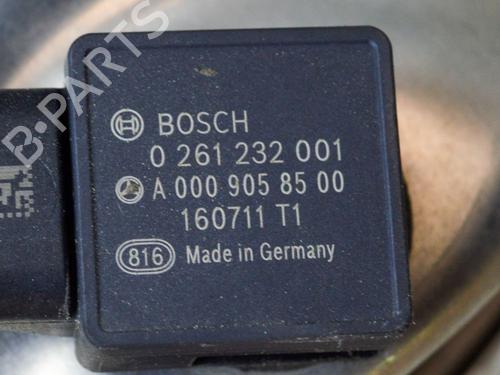 B-PARTS
BOSCH
0 261 232 001
A 000 905 85 00
160711 T1
816 Made in Germany